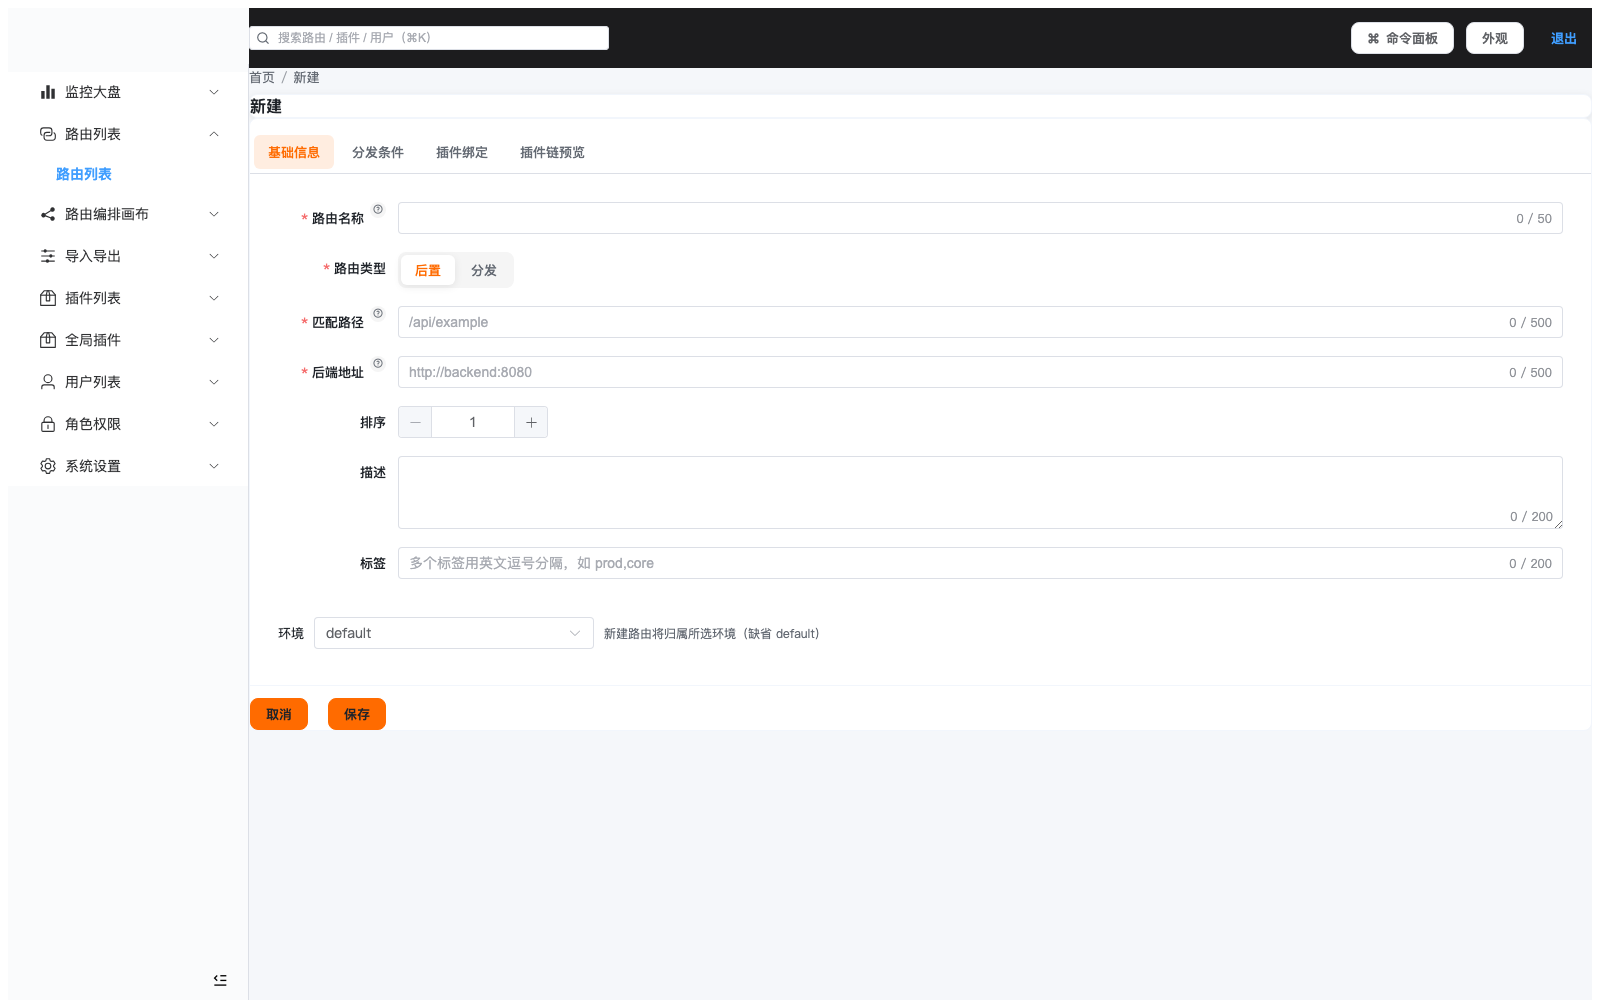 搜索路由 / 插件 / 用户（⌘K）
⌘ 命令面板
外观
退出
监控大盘
路由列表
路由列表
路由编排画布
导入导出
插件列表
全局插件
用户列表
角色权限
系统设置
首页 / 新建
新建
基础信息 分发条件 插件绑定 插件链预览
* 路由名称 0 / 50
* 路由类型 后置 分发
* 匹配路径 /api/example 0 / 500
* 后端地址 http://backend:8080 0 / 500
排序 1
描述 0 / 200
标签 多个标签用英文逗号分隔，如 prod,core 0 / 200
环境 default 新建路由将归属所选环境（缺省 default）
取消 保存